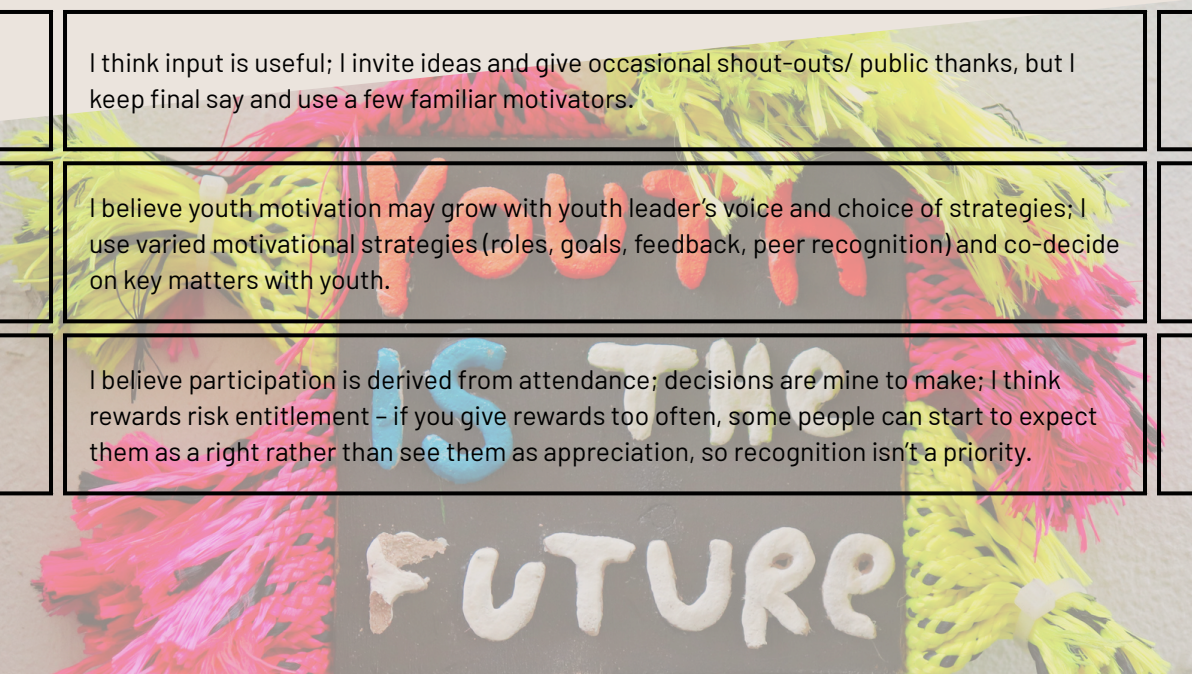 I think input is useful; I invite ideas and give occasional shout-outs/ public thanks, but I
keep final say and use a few familiar motivators.
I believe youth motivation may grow with youth leader's voice and choice of strategies; I
use varied motivational strategies (roles, goals, feedback, peer recognition) and co-decide
on key matters with youth.
I believe participation is derived from attendance; decisions are mine to make; I think
rewards risk entitlement – if you give rewards too often, some people can start to expect
them as a right rather than see them as appreciation, so recognition isn't a priority.
YOUTH
IS THE
FUTURE